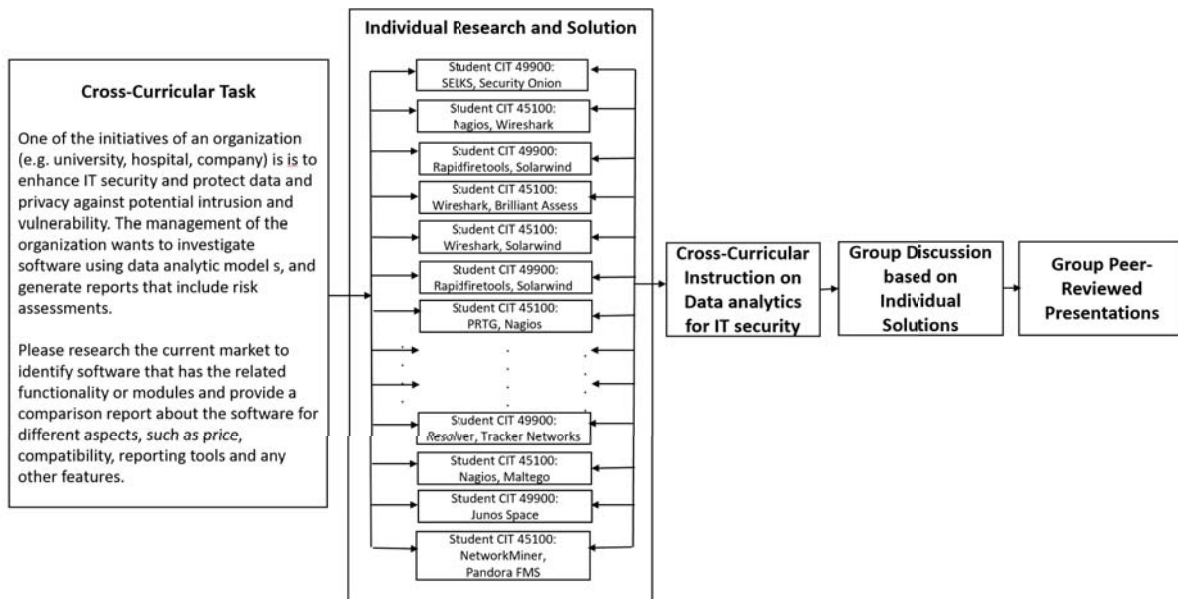 Cross-Curricular Task
One of the initiatives of an organization
(e.g. university, hospital, company) is is to
enhance IT security and protect data and
privacy against potential intrusion and
vulnerability. The management of the
organization wants to investigate
software using data analytic model s, and
generate reports that include risk
assessments.
Please research the current market to
identify software that has the related
functionality or modules and provide a
comparison report about the software for
different aspects, such as price,
compatibility, reporting tools and any
other features.
Individual Research and Solution
Student CIT 49900:
SELKS, Security Onion
Student CIT 45100:
Nagios, Wireshark
Student CIT 49900:
Rapidfiretools, Solarwind
Student CIT 45100:
Wireshark, Brilliant Assess
Student CIT 45100:
Wireshark, Solarwind
Student CIT 49900:
Rapidfiretools, Solarwind
Student CIT 45100:
PRTG, Nagios
Student CIT 49900:
Resolver, Tracker Networks
Student CIT 45100:
Nagios, Maltego
Student CIT 49900:
Junos Space
Student CIT 45100:
NetworkMiner,
Pandora FMS
Cross-Curricular
Instruction on
Data analytics
for IT security
Group Discussion
based on
Individual
Solutions
Group Peer-
Reviewed
Presentations